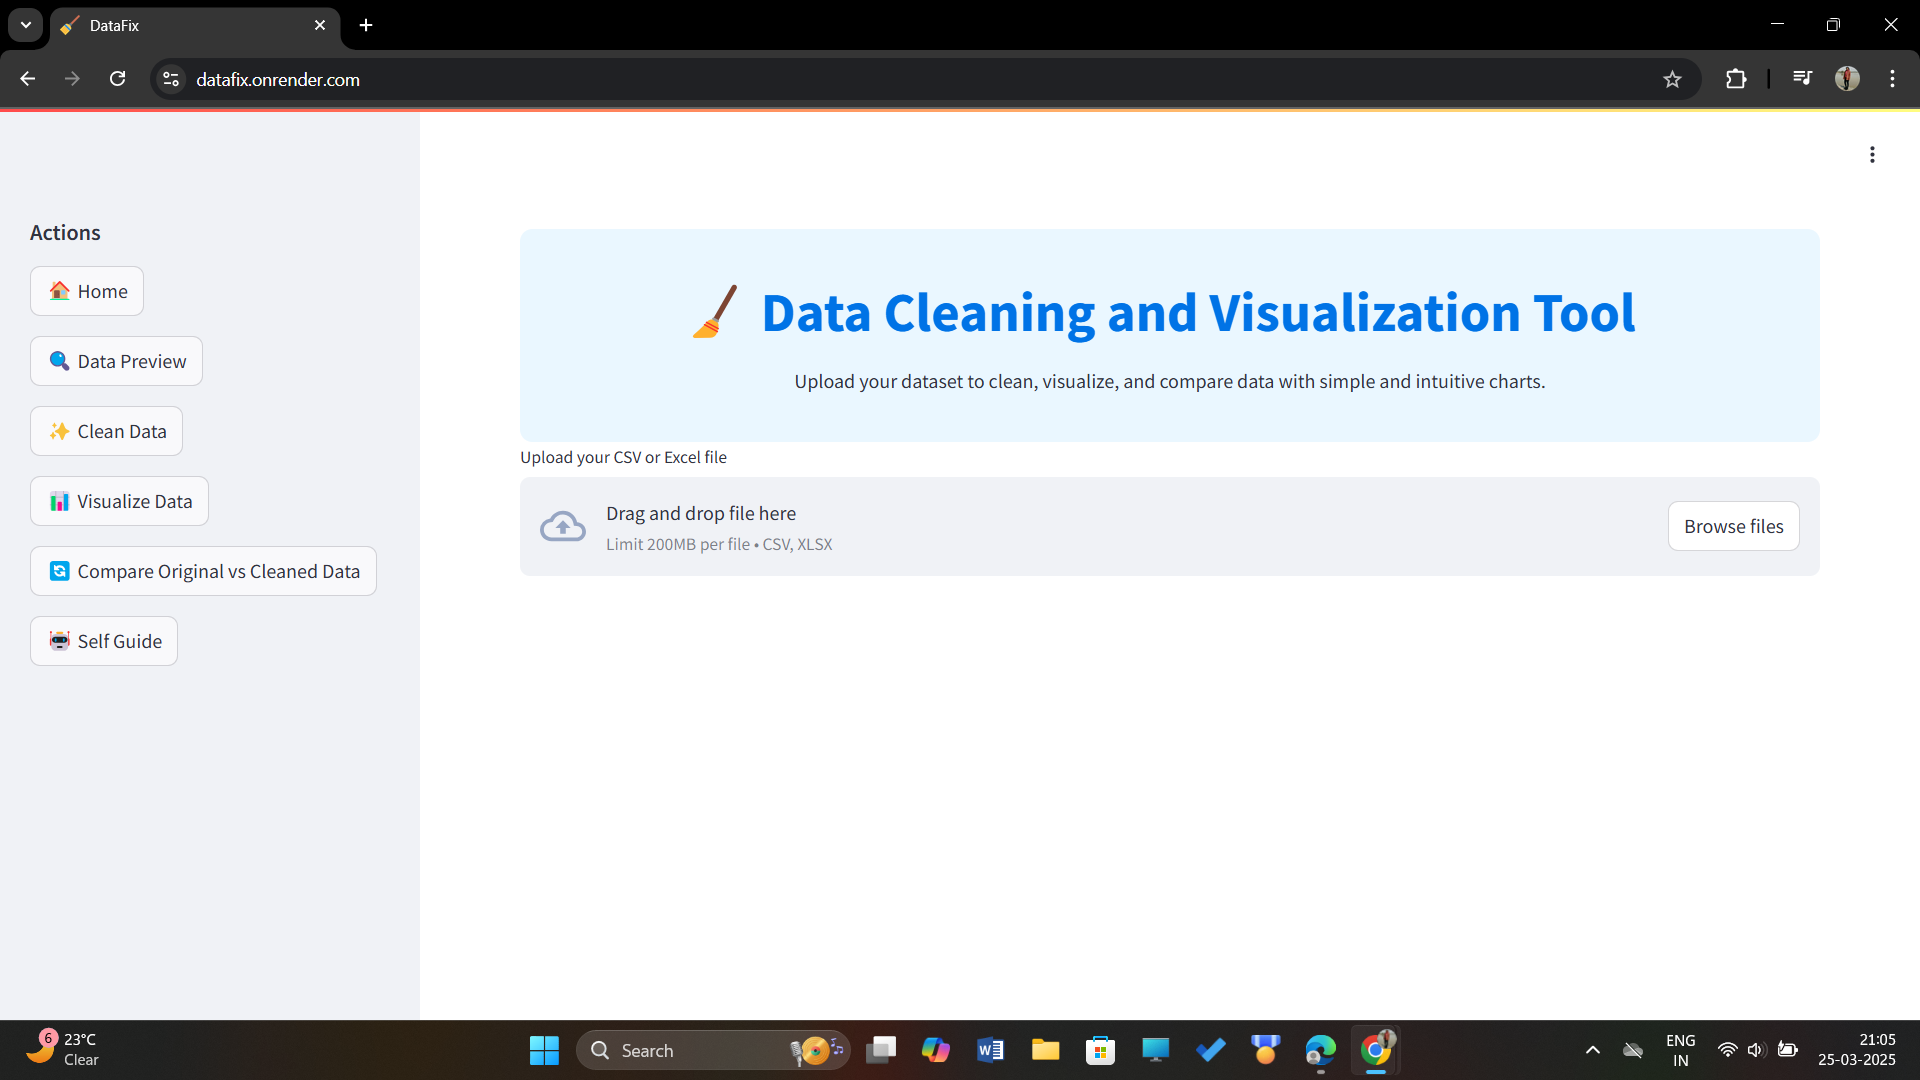 DataFix
datafix.onrender.com
Actions
Home
Data Preview
Clean Data
Visualize Data
Compare Original vs Cleaned Data
Self Guide
Data Cleaning and Visualization Tool
Upload your dataset to clean, visualize, and compare data with simple and intuitive charts.
Upload your CSV or Excel file
Drag and drop file here
Limit 200MB per file • CSV, XLSX
Browse files
6
23°C
Clear
Search
W
ENG
IN
21:05
25-03-2025